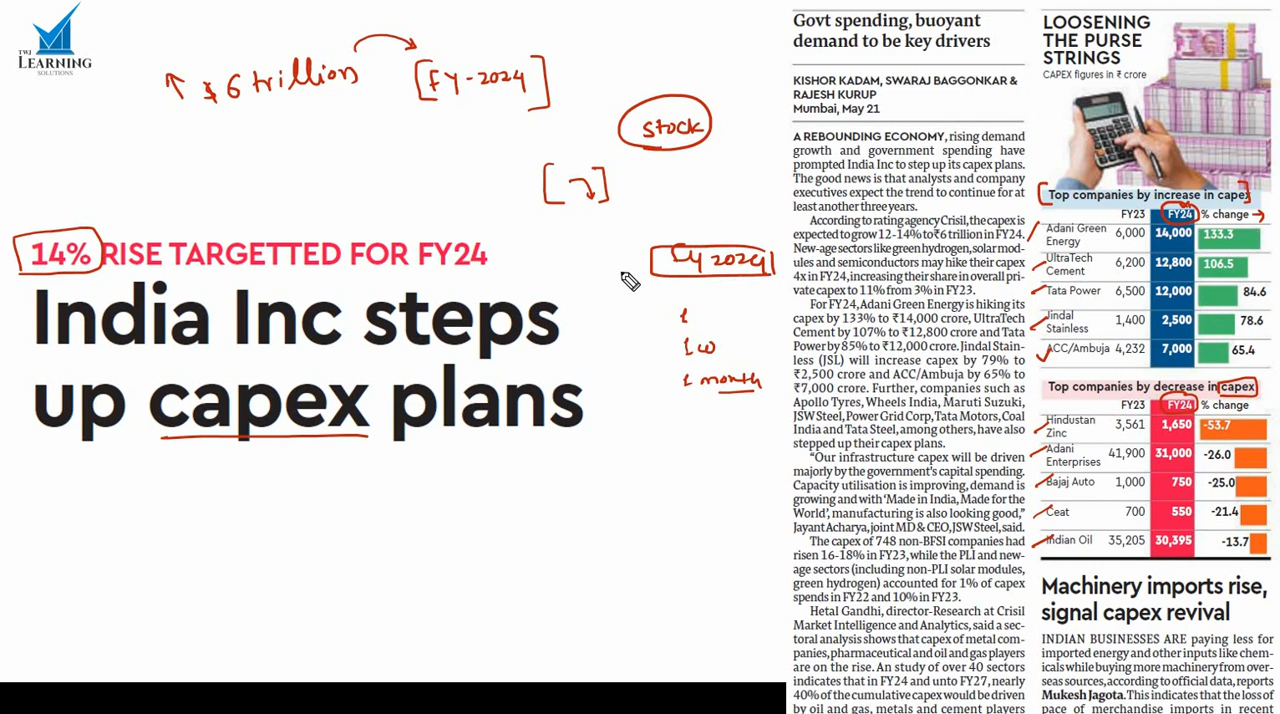 TWJ
LEARNING
SOLUTIONS
↑ $ 6 trillion [FY-2024]
stock
14% RISE TARGETTED FOR FY24
India Inc steps
up capex plans
FY 2024
1
1 w
1 month
Govt spending, buoyant
demand to be key drivers
KISHOR KADAM, SWARAJ BAGGONKAR &
RAJESH KURUP
Mumbai, May 21
A REBOUNDING ECONOMY, rising demand
growth and government spending have
prompted India Inc to step up its capex plans.
The good news is that analysts and company
executives expect the trend to continue for at
least another three years.
According to rating agency Crisil, the capex is
expected to grow 12-14% to ₹6 trillion in FY24.
New-age sectors like green hydrogen, solar mod-
ules and semiconductors may hike their capex
4x in FY24, increasing their share in overall pri-
vate capex to 11% from 3% in FY23.
For FY24, Adani Green Energy is hiking its
capex by 133% to ₹14,000 crore, UltraTech
Cement by 107% to ₹12,800 crore and Tata
Power by 85% to ₹12,000 crore. Jindal Stain-
less (JSL) will increase capex by 79% to
₹2,500 crore and ACC/Ambuja by 65% to
₹7,000 crore. Further, companies such as
Apollo Tyres, Wheels India, Maruti Suzuki,
JSW Steel, Power Grid Corp, Tata Motors, Coal
India and Tata Steel, among others, have also
stepped up their capex plans.
"Our infrastructure capex will be driven
majorly by the government's capital spending.
Capacity utilisation is improving, demand is
growing and with 'Made in India, Made for the
World', manufacturing is also looking good,"
Jayant Acharya, joint MD & CEO, JSW Steel, said.
The capex of 748 non-BFSI companies had
risen 16-18% in FY23, while the PLI and new-
age sectors (including non-PLI solar modules,
green hydrogen) accounted for 1% of capex
spends in FY22 and 10% in FY23.
Hetal Gandhi, director-Research at Crisil
Market Intelligence and Analytics, said a sec-
toral analysis shows that capex of metal com-
panies, pharmaceutical and oil and gas players
are on the rise. An study of over 40 sectors
indicates that in FY24 and unto FY27, nearly
40% of the cumulative capex would be driven
by oil and gas, metals and cement players
LOOSENING
THE PURSE
STRINGS
CAPEX figures in ₹ crore
Top companies by increase in capex
FY23 FY24 % change
Adani Green Energy 6,000 14,000 133.3
UltraTech Cement 6,200 12,800 106.5
Tata Power 6,500 12,000 84.6
Jindal Stainless 1,400 2,500 78.6
ACC/Ambuja 4,232 7,000 65.4
Top companies by decrease in capex
FY23 FY24 % change
Hindustan Zinc 3,561 1,650 -53.7
Adani Enterprises 41,900 31,000 -26.0
Bajaj Auto 1,000 750 -25.0
Ceat 700 550 -21.4
Indian Oil 35,205 30,395 -13.7
Machinery imports rise,
signal capex revival
INDIAN BUSINESSES ARE paying less for
imported energy and other inputs like chem-
icals while buying more machinery from over-
seas sources, according to official data, reports
Mukesh Jagota. This indicates that the loss of
pace of merchandise imports in recent